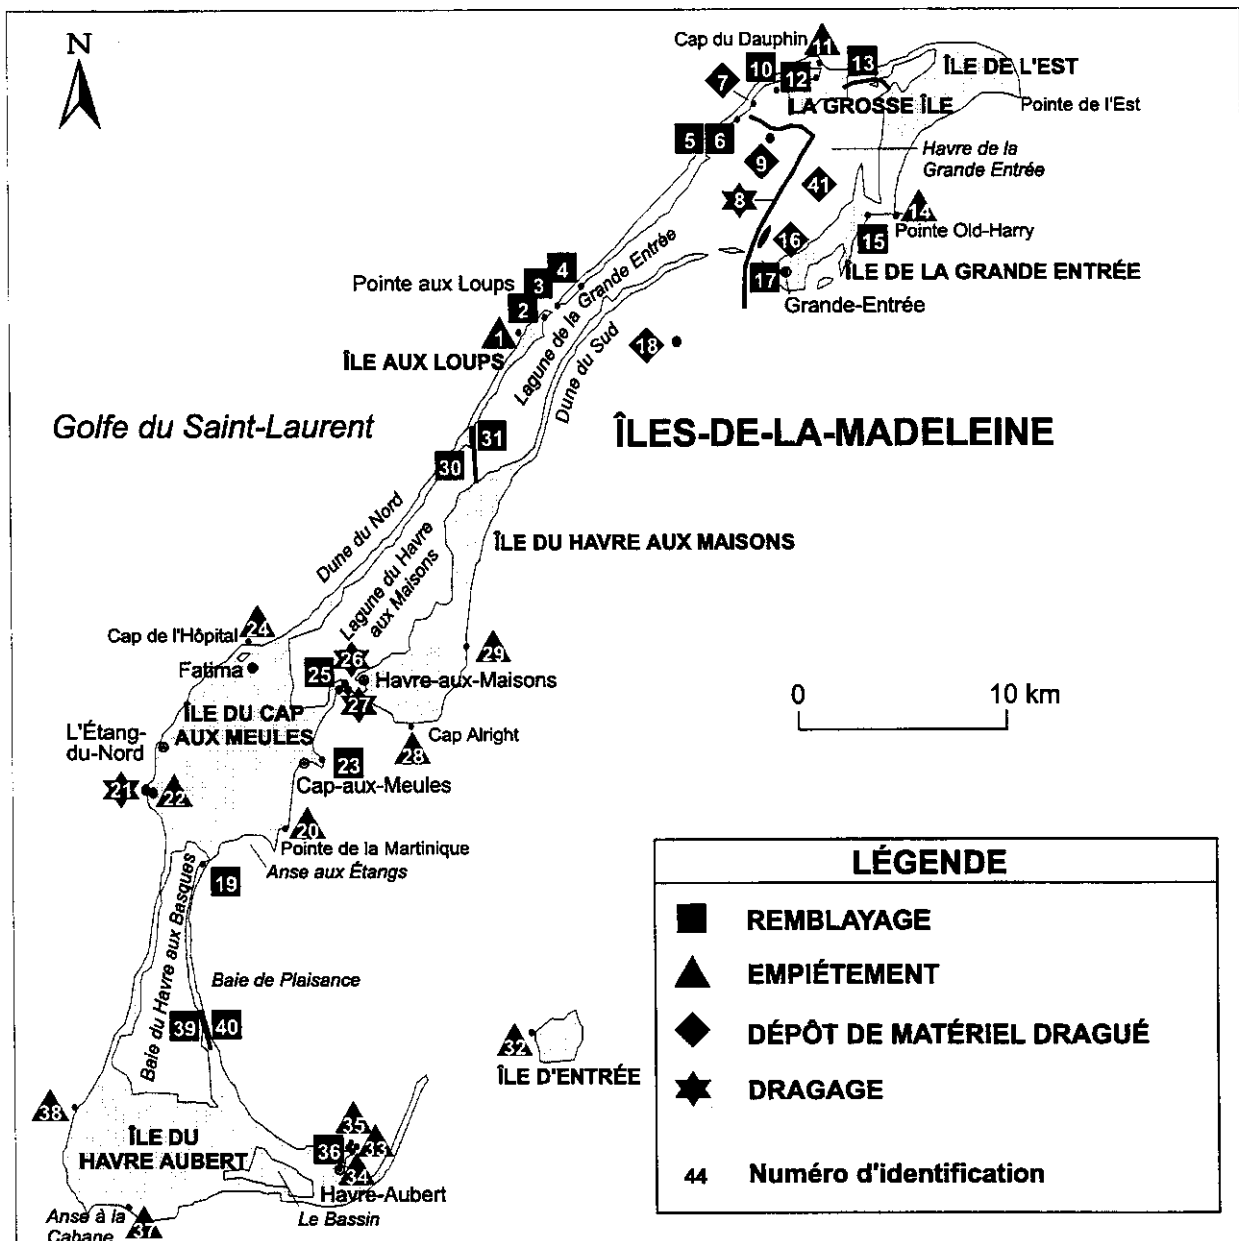 N
Cap du Dauphin
11
10
12
13
ÎLE DE L'EST
7
LA GROSSE ÎLE
Pointe de l'Est
5
6
9
Havre de la
Grande Entrée
41
8
14
16
15
Pointe Old-Harry
4
Pointe aux Loups
3
17
ÎLE DE LA GRANDE ENTRÉE
2
Grande-Entrée
1
Lagune de la Grande Entrée
18
ÎLE AUX LOUPS
Dune du Sud
Golfe du Saint-Laurent
ÎLES-DE-LA-MADELEINE
31
30
Dune du Nord
ÎLE DU HAVRE AUX MAISONS
Lagune du Havre
aux Maisons
24
Cap de l'Hôpital
29
26
Fatima
25
Havre-aux-Maisons
0
10 km
27
ÎLE DU CAP
AUX MEULES
L'Étang-
du-Nord
Cap Alright
28
23
Cap-aux-Meules
21
22
20
Pointe de la Martinique
Anse aux Étangs
19
Baie du Havre aux Basques
Baie de Plaisance
39
40
32
ÎLE D'ENTRÉE
38
35
ÎLE DU
HAVRE AUBERT
36
33
34
Havre-Aubert
Le Bassin
Anse à la
Cabane
37
LÉGENDE
REMBLAYAGE
EMPIÉTEMENT
DÉPÔT DE MATÉRIEL DRAGUÉ
DRAGAGE
44 Numéro d'identification